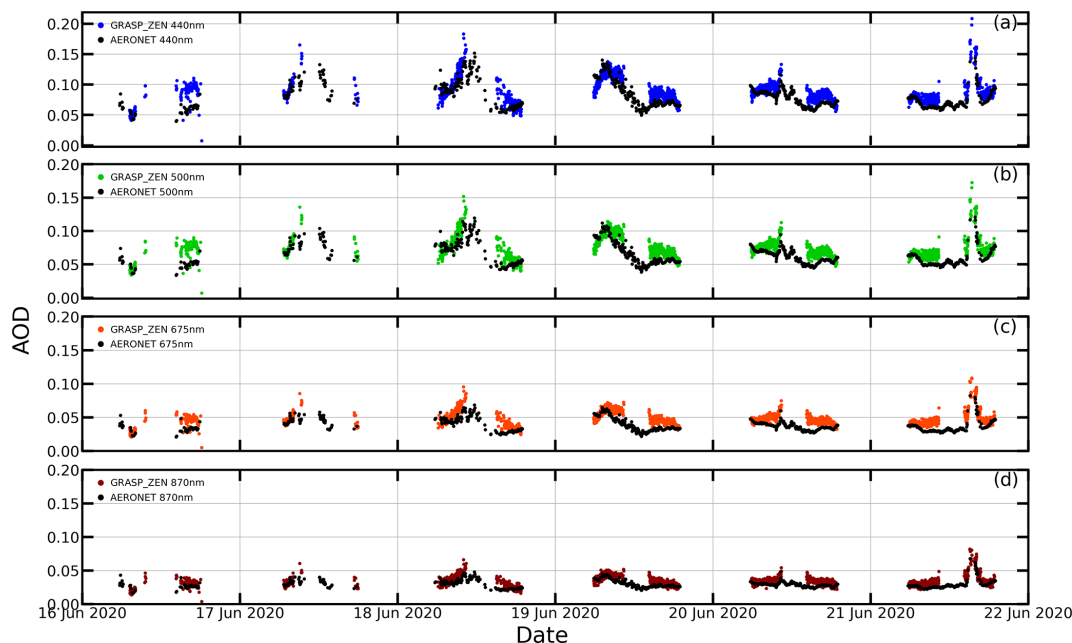 AOD
0.20
0.15
0.10
0.05
0.00
GRASP_ZEN 440nm
AERONET 440nm
(a)
0.20
0.15
0.10
0.05
0.00
GRASP_ZEN 500nm
AERONET 500nm
(b)
0.20
0.15
0.10
0.05
0.00
GRASP_ZEN 675nm
AERONET 675nm
(c)
0.20
0.15
0.10
0.05
0.00
GRASP_ZEN 870nm
AERONET 870nm
(d)
16 Jun 2020 17 Jun 2020 18 Jun 2020 19 Jun 2020 20 Jun 2020 21 Jun 2020 22 Jun 2020
Date